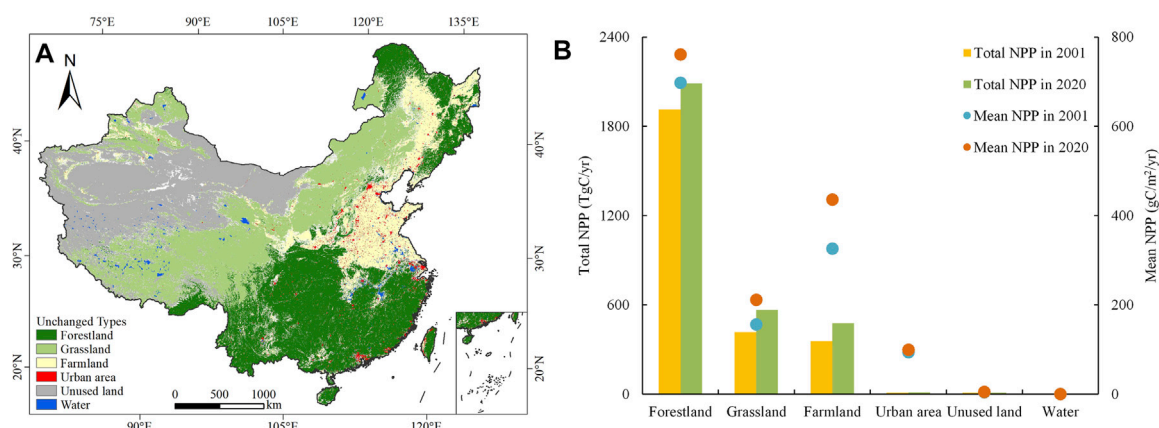 75°E 90°E 105°E 120°E 135°E
A
N
40°N
30°N
20°N
40°N
30°N
20°N
Unchanged Types
Forestland
Grassland
Farmland
Urban area
Unused land
Water
0 500 1000
km
90°E 105°E 120°E
B
Total NPP (TgC/yr)
2400
1800
1200
600
0
Total NPP in 2001
Total NPP in 2020
Mean NPP in 2001
Mean NPP in 2020
800
600
400
200
0
Mean NPP (gC/m²/yr)
Forestland Grassland Farmland Urban area Unused land Water